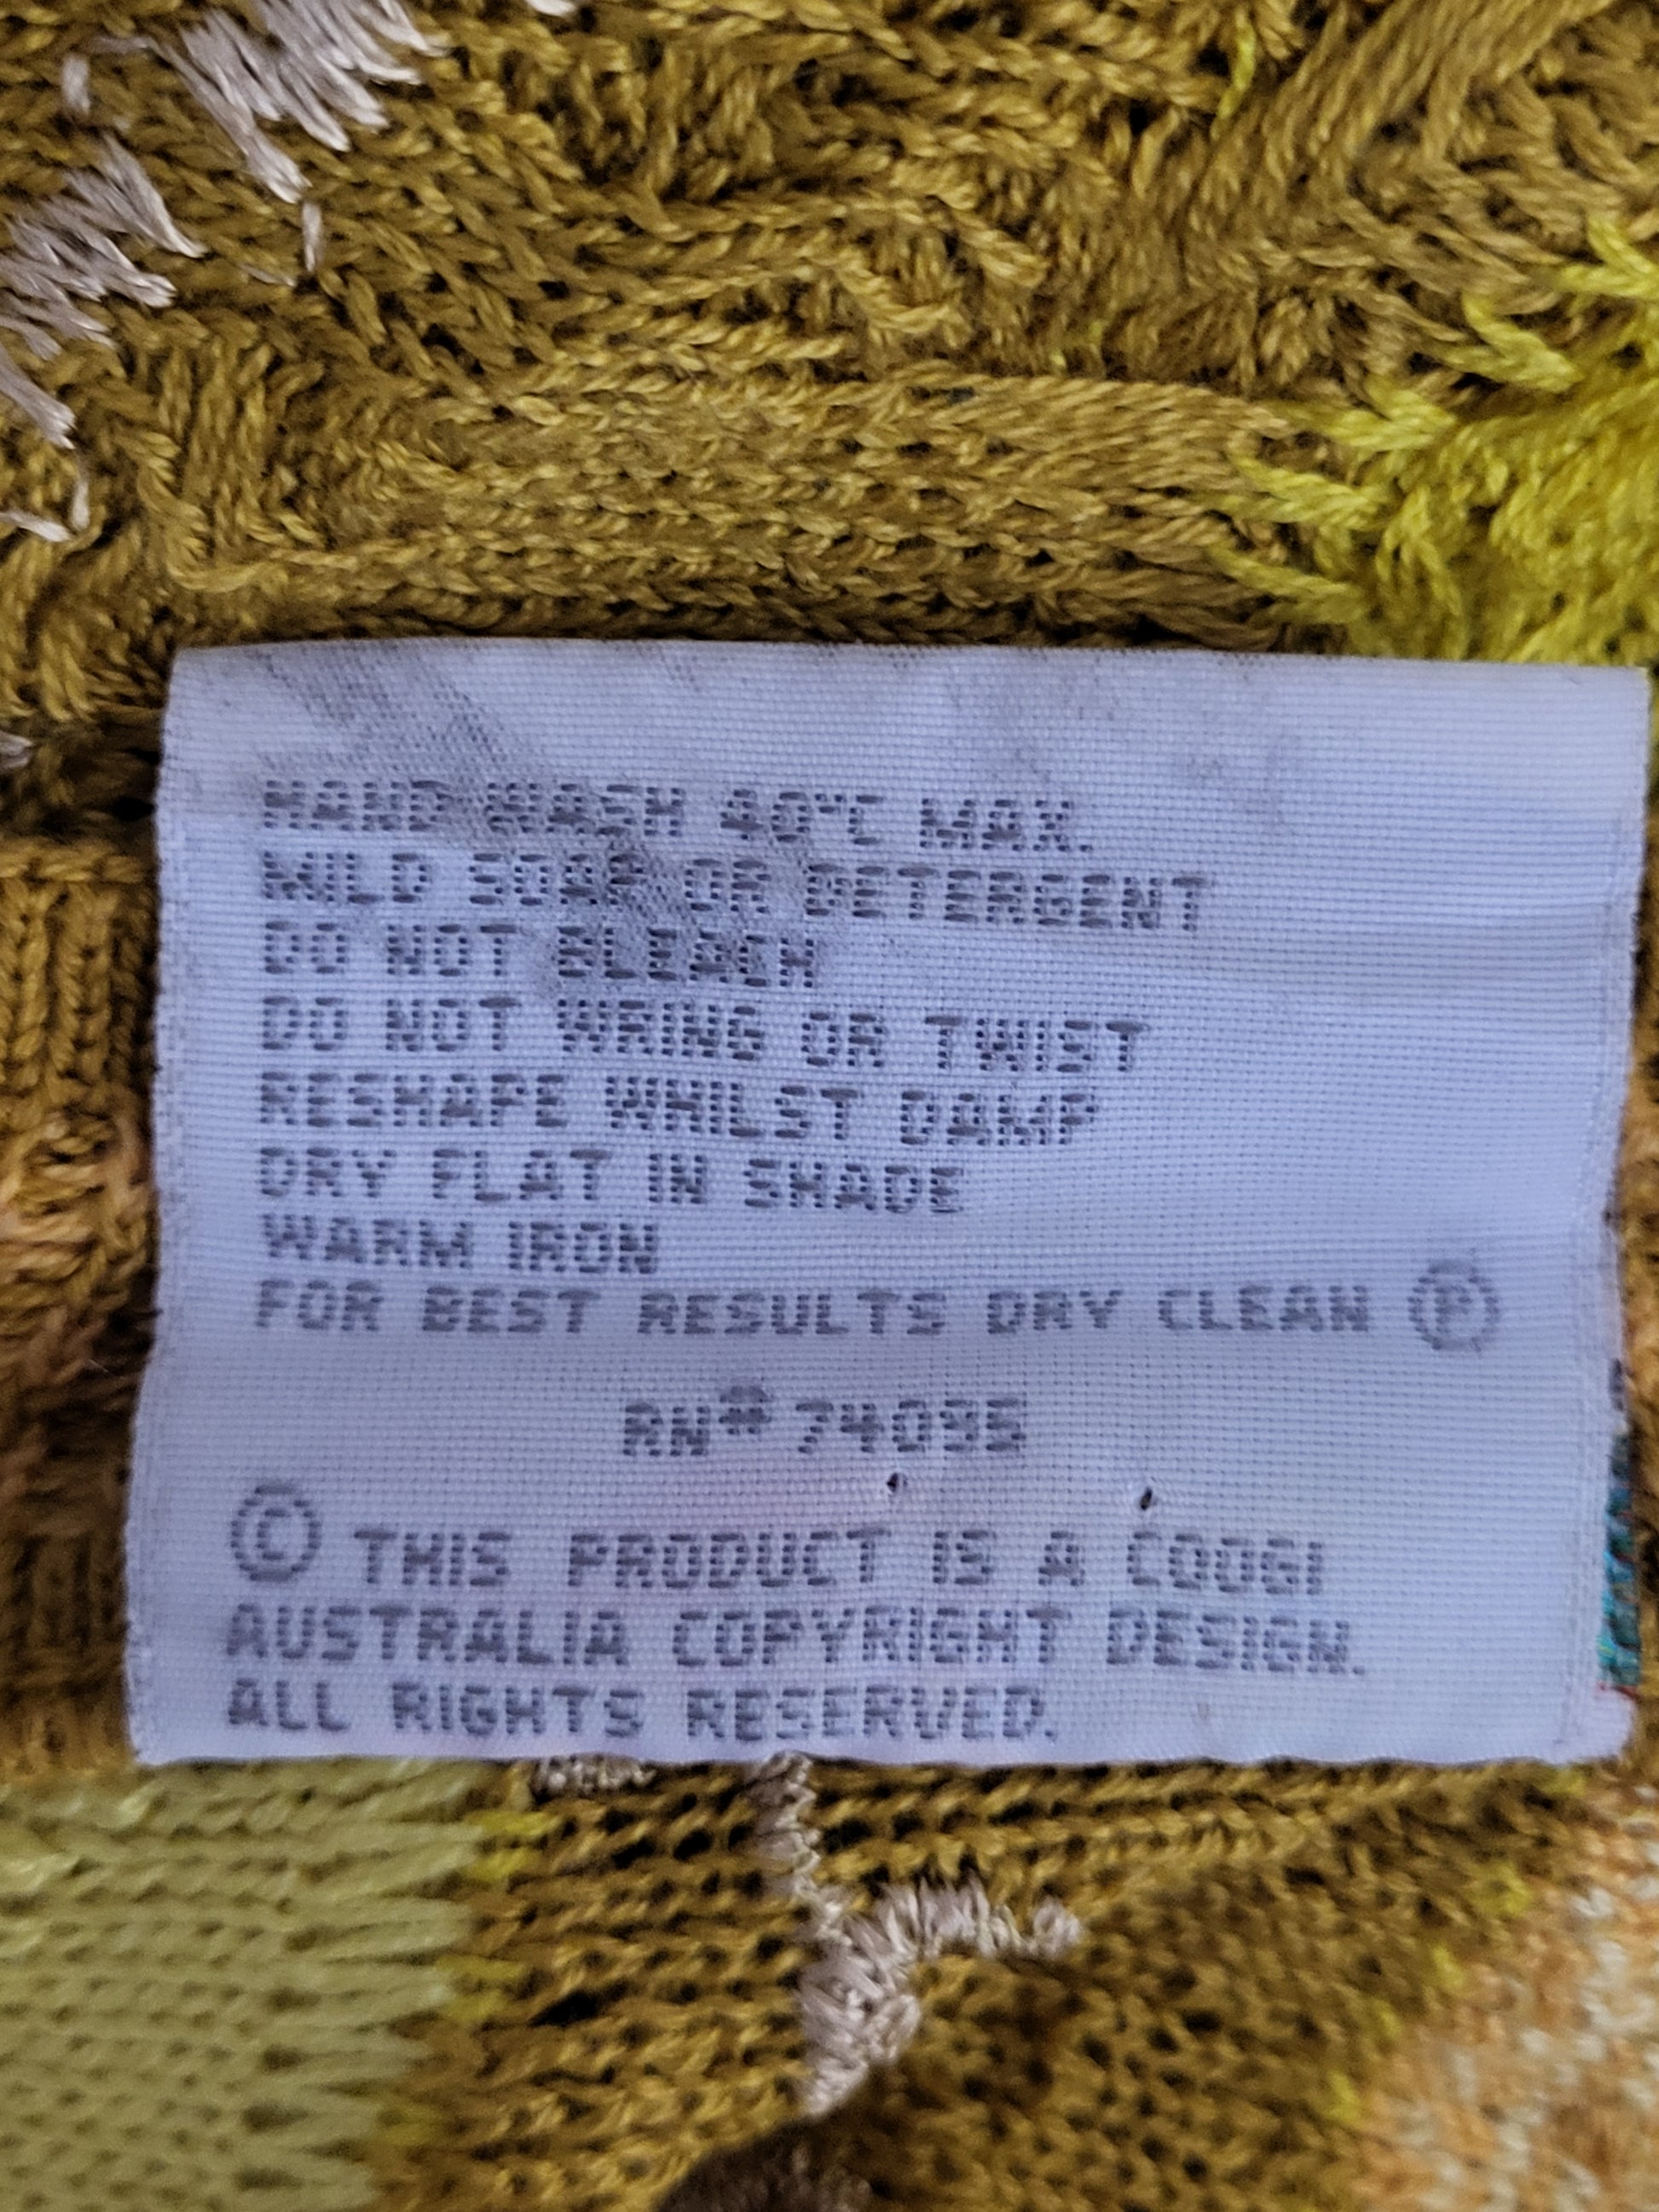 HAND WASH 40°C MAX.
MILD SOAP OR DETERGENT
DO NOT BLEACH
DO NOT WRING OR TWIST
RESHAPE WHILST DAMP
DRY FLAT IN SHADE
WARM IRON
FOR BEST RESULTS DRY CLEAN Ⓟ
RN# 74095
© THIS PRODUCT IS A COOGI
AUSTRALIA COPYRIGHT DESIGN.
ALL RIGHTS RESERVED.